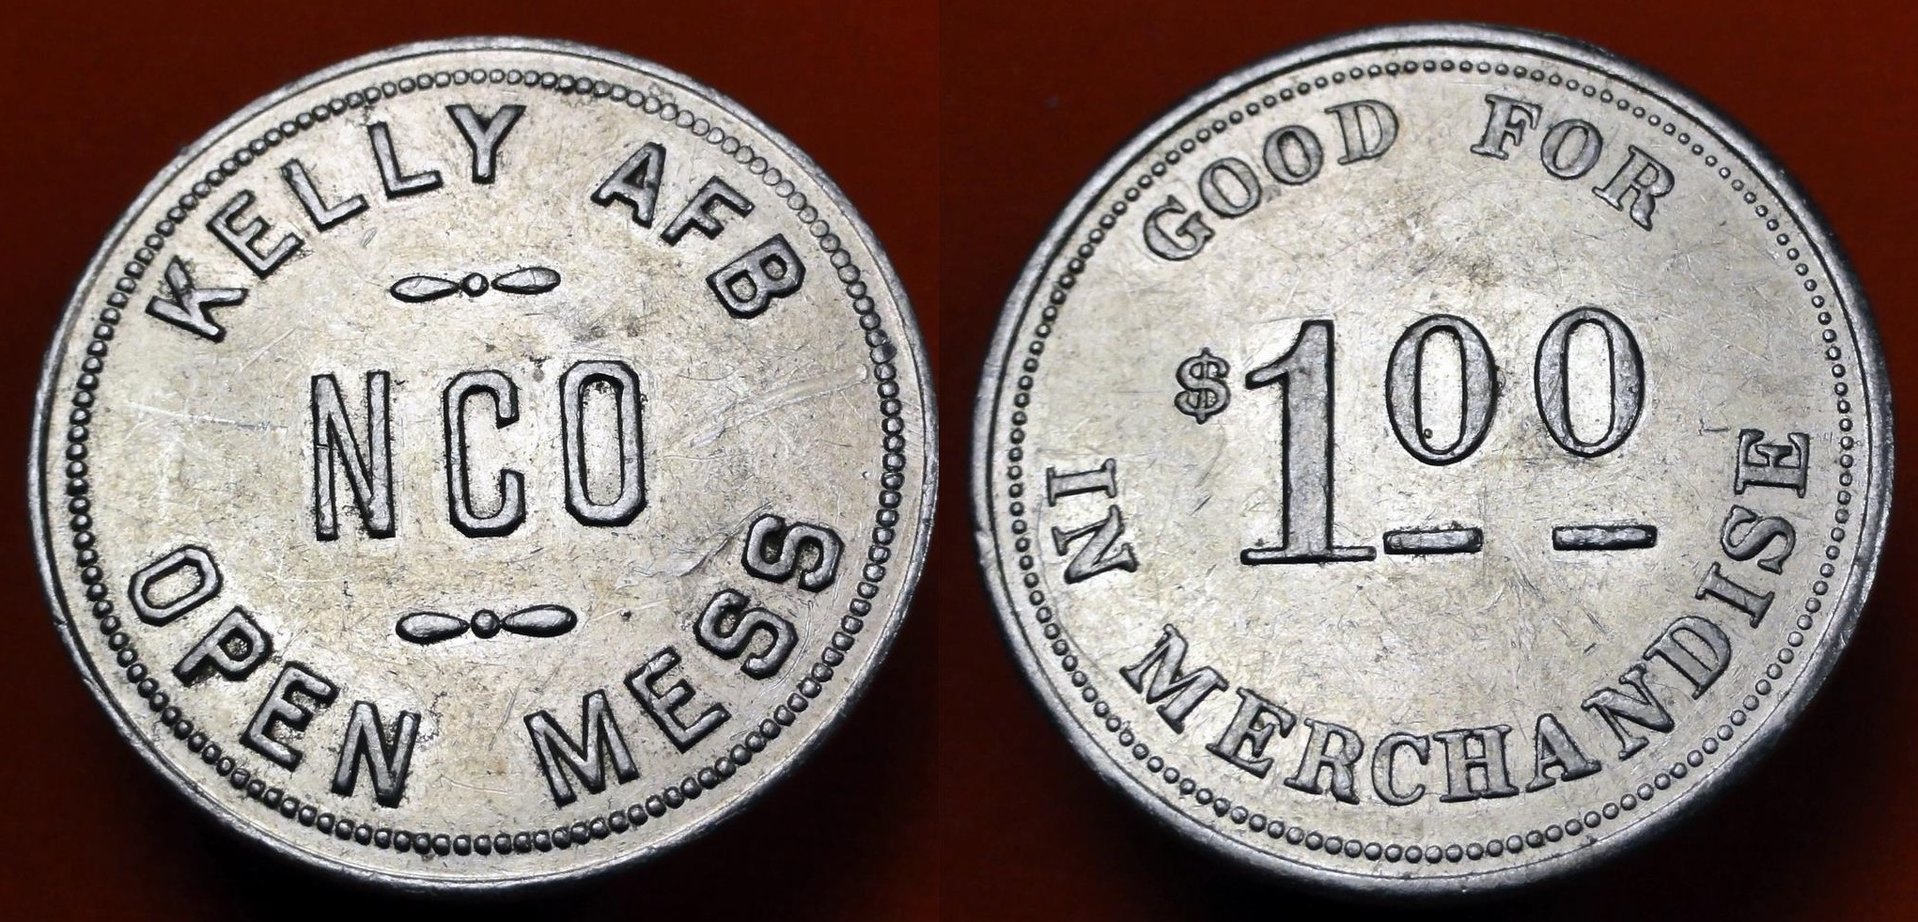 KELLY AFB
NCO
OPEN MESS
GOOD FOR
$1.00
IN MERCHANDISE